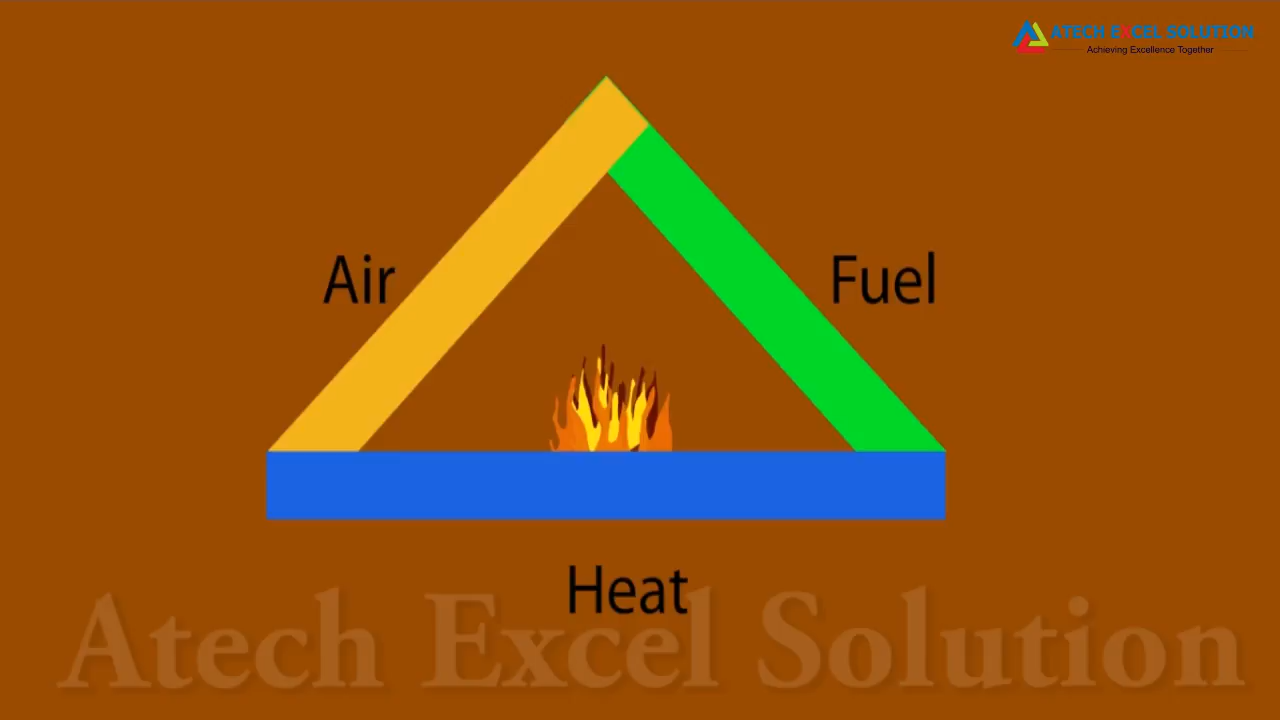 ATECH EXCEL SOLUTION
Achieving Excellence Together
Air
Fuel
Heat
Atech Excel Solution